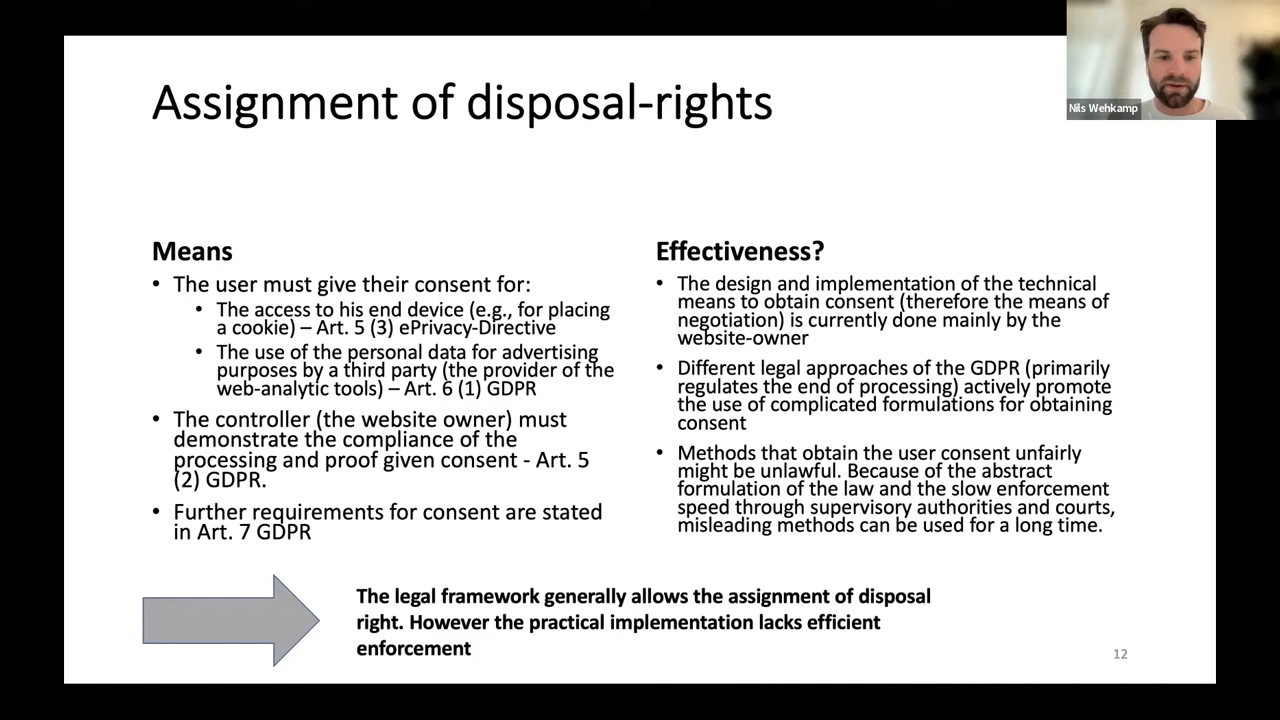 Assignment of disposal-rights
Nils Wehkamp
Means
• The user must give their consent for:
• The access to his end device (e.g., for placing
a cookie) – Art. 5 (3) ePrivacy-Directive
• The use of the personal data for advertising
purposes by a third party (the provider of the
web-analytic tools) – Art. 6 (1) GDPR
• The controller (the website owner) must
demonstrate the compliance of the
processing and proof given consent - Art. 5
(2) GDPR.
• Further requirements for consent are stated
in Art. 7 GDPR
Effectiveness?
• The design and implementation of the technical
means to obtain consent (therefore the means of
negotiation) is currently done mainly by the
website-owner
• Different legal approaches of the GDPR (primarily
regulates the end of processing) actively promote
the use of complicated formulations for obtaining
consent
• Methods that obtain the user consent unfairly
might be unlawful. Because of the abstract
formulation of the law and the slow enforcement
speed through supervisory authorities and courts,
misleading methods can be used for a long time.
The legal framework generally allows the assignment of disposal
right. However the practical implementation lacks efficient
enforcement
12